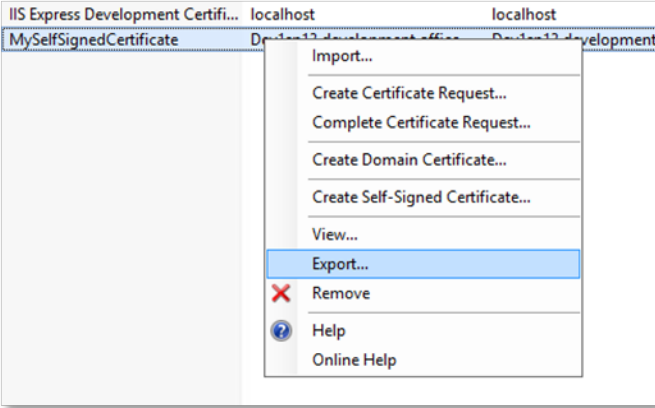 IIS Express Development Certifi... localhost localhost
MySelfSignedCertificate
Import...
Create Certificate Request...
Complete Certificate Request...
Create Domain Certificate...
Create Self-Signed Certificate...
View...
Export...
Remove
Help
Online Help